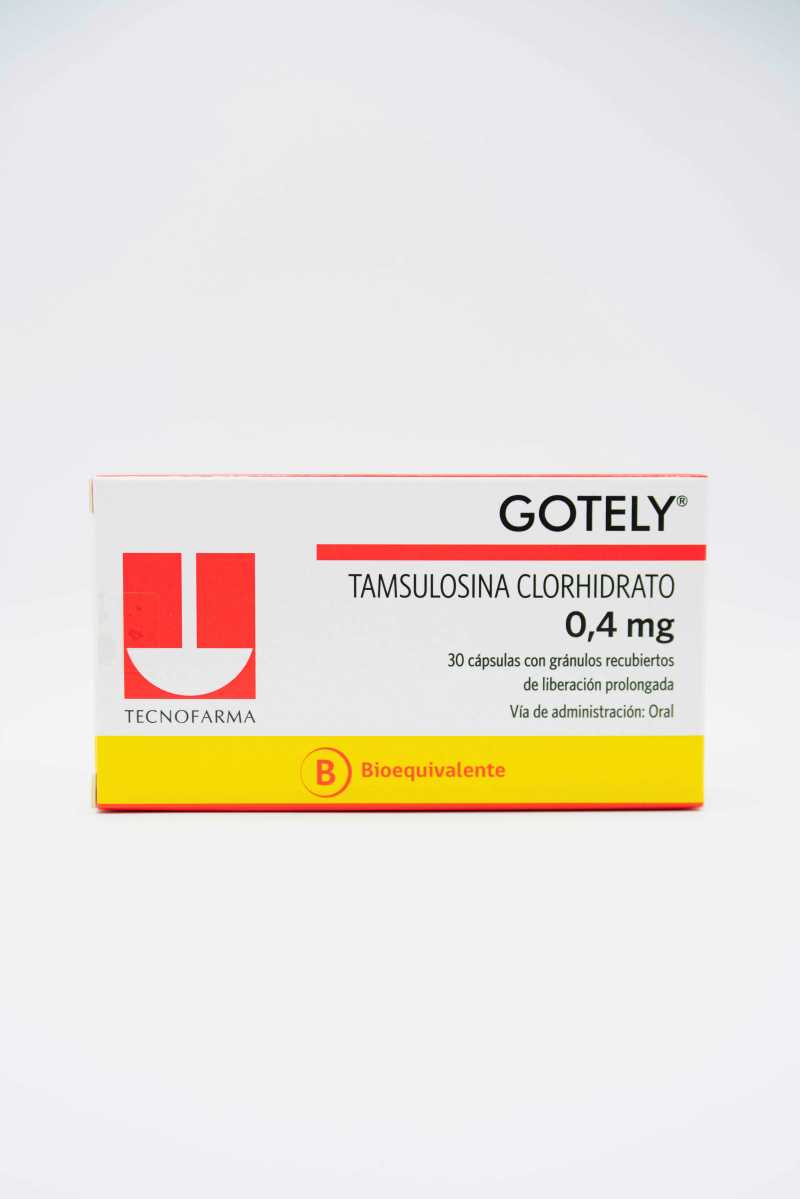 GOTELY®
TAMSULOSINA CLORHIDRATO
0,4 mg
30 cápsulas con gránulos recubiertos
de liberación prolongada
Vía de administración: Oral
TECNOFARMA
B Bioequivalente